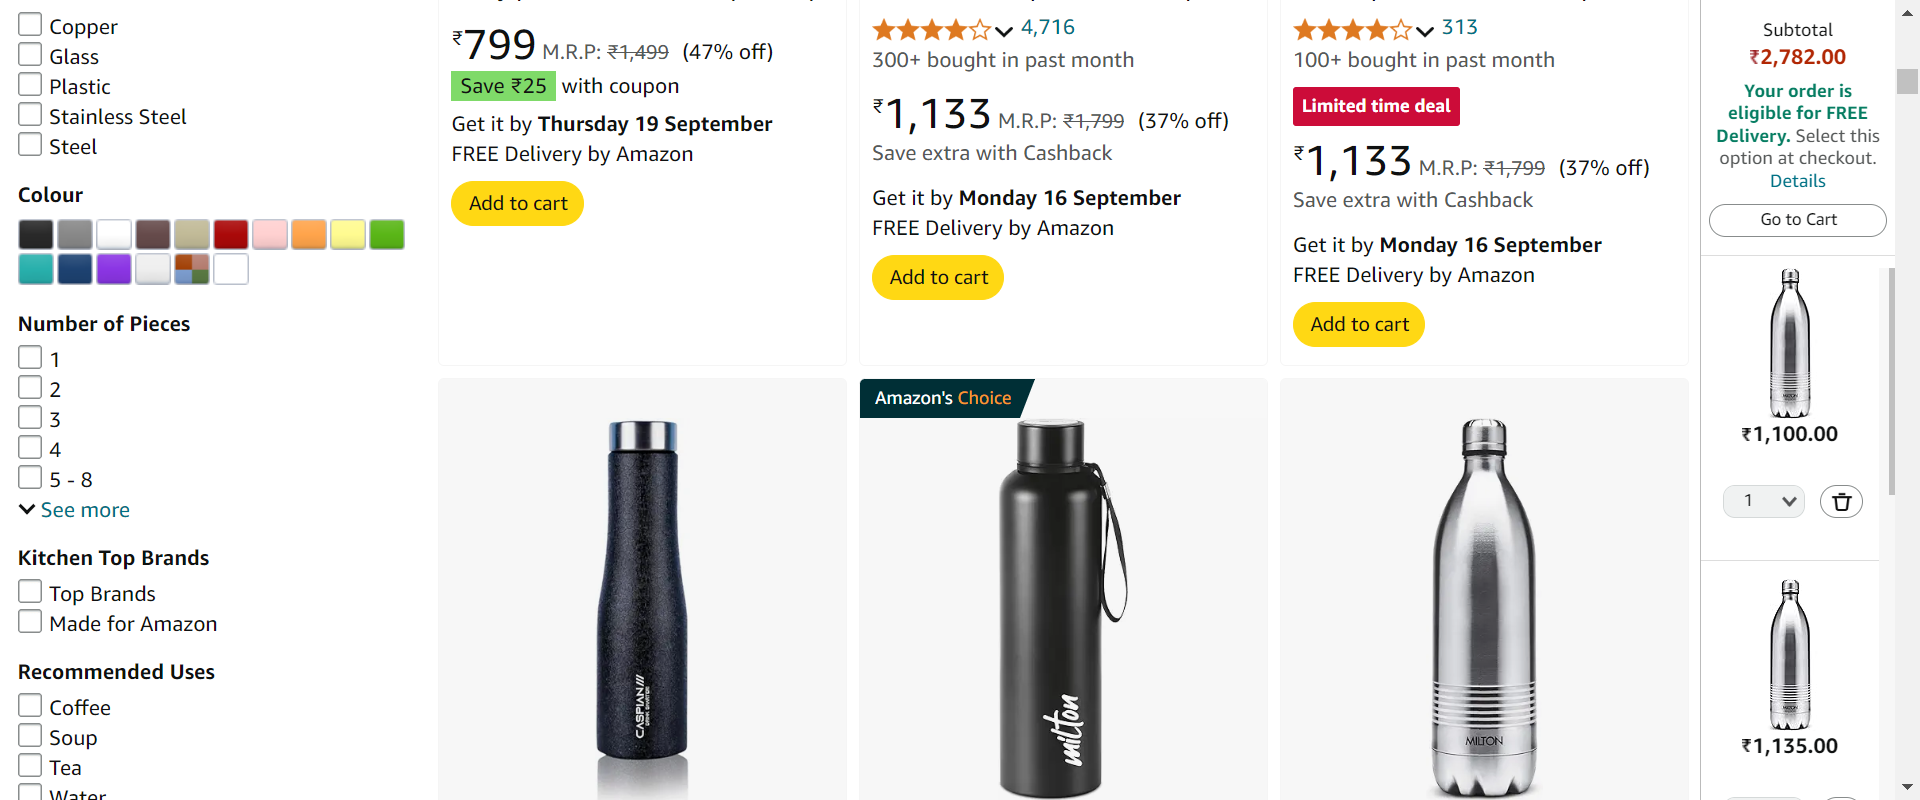 Copper
Glass
Plastic
Stainless Steel
Steel
Colour
Number of Pieces
1
2
3
4
5 - 8
See more
Kitchen Top Brands
Top Brands
Made for Amazon
Recommended Uses
Coffee
Soup
Tea
Water
₹799 M.R.P: ₹1,499 (47% off)
Save ₹25 with coupon
Get it by Thursday 19 September
FREE Delivery by Amazon
Add to cart
4,716
300+ bought in past month
₹1,133 M.R.P: ₹1,799 (37% off)
Save extra with Cashback
Get it by Monday 16 September
FREE Delivery by Amazon
Add to cart
313
100+ bought in past month
Limited time deal
₹1,133 M.R.P: ₹1,799 (37% off)
Save extra with Cashback
Get it by Monday 16 September
FREE Delivery by Amazon
Add to cart
CASPIAN
Amazon's Choice
milton
MILTON
Subtotal
₹2,782.00
Your order is
eligible for FREE
Delivery. Select this
option at checkout.
Details
Go to Cart
MILTON
₹1,100.00
1
MILTON
₹1,135.00